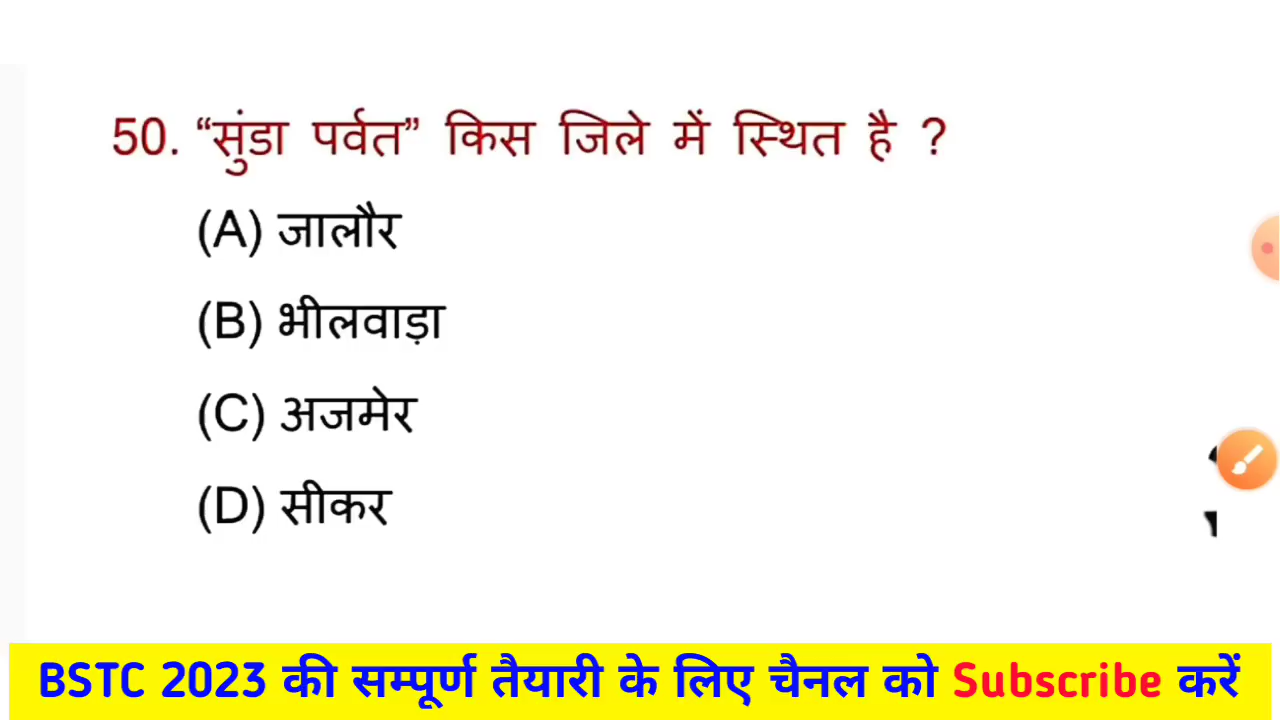 50. “सुंडा पर्वत” किस जिले में स्थित है ?
(A) जालौर
(B) भीलवाड़ा
(C) अजमेर
(D) सीकर
BSTC 2023 की सम्पूर्ण तैयारी के लिए चैनल को Subscribe करें